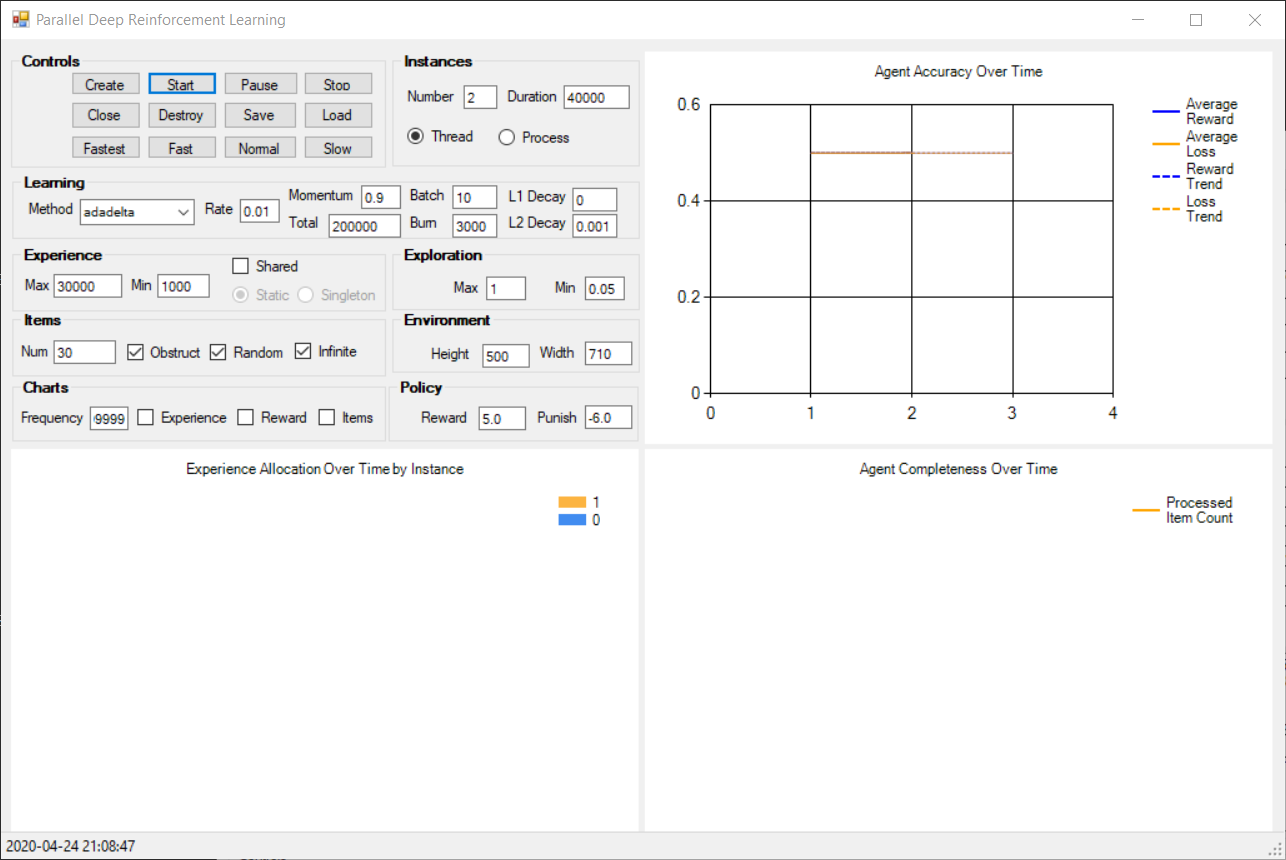 Parallel Deep Reinforcement Learning
Controls
Create Start Pause Stop
Close Destroy Save Load
Fastest Fast Normal Slow
Instances
Number 2 Duration 40000
Thread Process
Learning
Method adadelta Rate 0.01 Momentum 0.9 Batch 10 L1 Decay 0
Total 200000 Burn 3000 L2 Decay 0.001
Experience
Max 30000 Min 1000 Shared
Static Singleton
Exploration
Max 1 Min 0.05
Items
Num 30 Obstruct Random Infinite
Environment
Height 500 Width 710
Charts
Frequency 9999 Experience Reward Items
Policy
Reward 5.0 Punish -6.0
Agent Accuracy Over Time
0.6
0.4
0.2
0
0 1 2 3 4
Average
Reward
Average
Loss
Reward
Trend
Loss
Trend
Experience Allocation Over Time by Instance
1
0
Agent Completeness Over Time
Processed
Item Count
2020-04-24 21:08:47